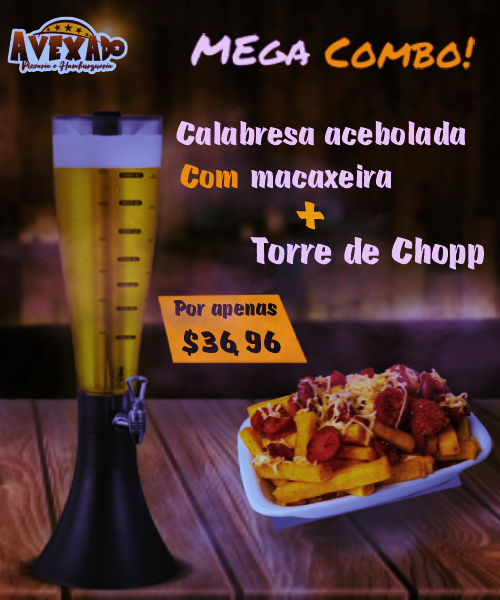 AVEXADO
Pizzaria e Hamburgueria
MEga Combo!
Calabresa acebolada
Com macaxeira
+
Torre de Chopp
Por apenas
$36,96